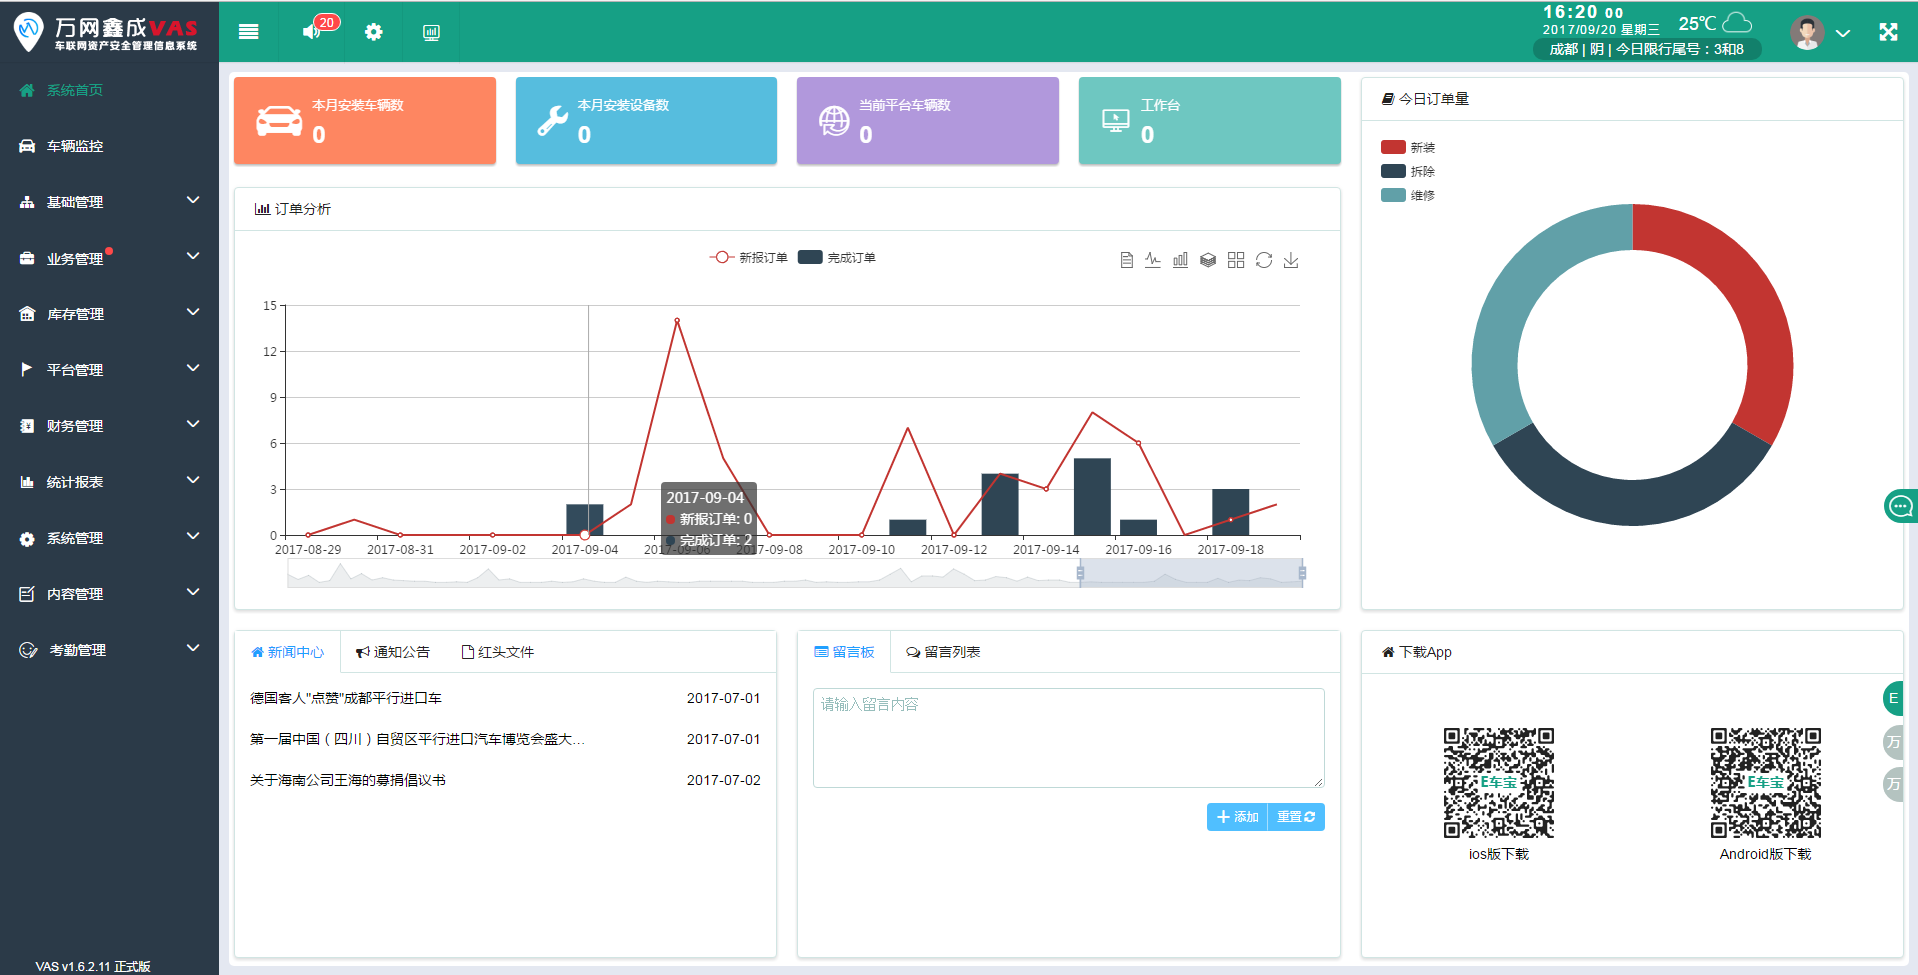 万网鑫成VAS
车联网资产安全管理信息系统
20
16:20 00
2017/09/20 星期三
25℃
成都 | 阴 | 今日限行尾号：3和8
系统首页
车辆监控
基础管理
业务管理
库存管理
平台管理
财务管理
统计报表
系统管理
内容管理
考勤管理
VAS v1.6.2.11 正式版
本月安装车辆数
0
本月安装设备数
0
当前平台车辆数
0
工作台
0
订单分析
新报订单 完成订单
15
12
9
6
3
0
2017-09-04
新报订单: 0
完成订单: 2
2017-08-29 2017-08-31 2017-09-02 2017-09-04 2017-09-06 2017-09-08 2017-09-10 2017-09-12 2017-09-14 2017-09-16 2017-09-18
今日订单量
新装
拆除
维修
新闻中心 通知公告 红头文件
德国客人"点赞"成都平行进口车 2017-07-01
第一届中国（四川）自贸区平行进口汽车博览会盛大... 2017-07-01
关于海南公司王海的募捐倡议书 2017-07-02
留言板 留言列表
请输入留言内容
添加 重置
下载App
E车宝
ios版下载
E车宝
Android版下载
E
万
万